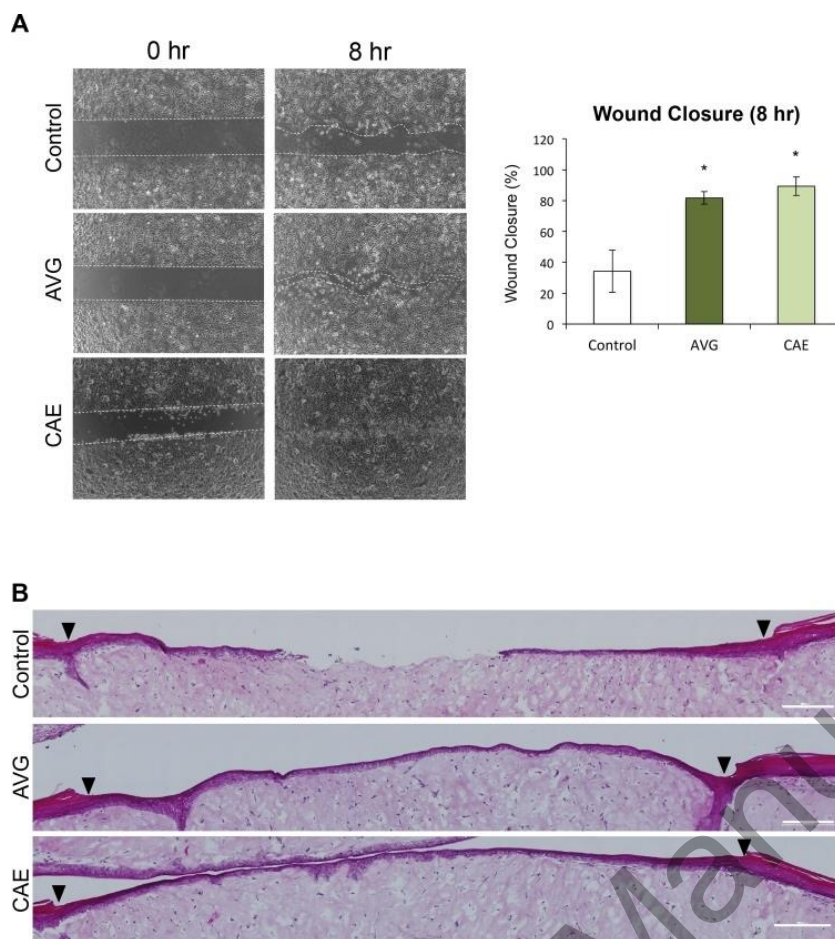 A
0 hr 8 hr
Control
AVG
CAE
Wound Closure (8 hr)
Wound Closure (%)
120
100
80
60
40
20
0
* *
Control AVG CAE
B
Control
AVG
CAE
Manu